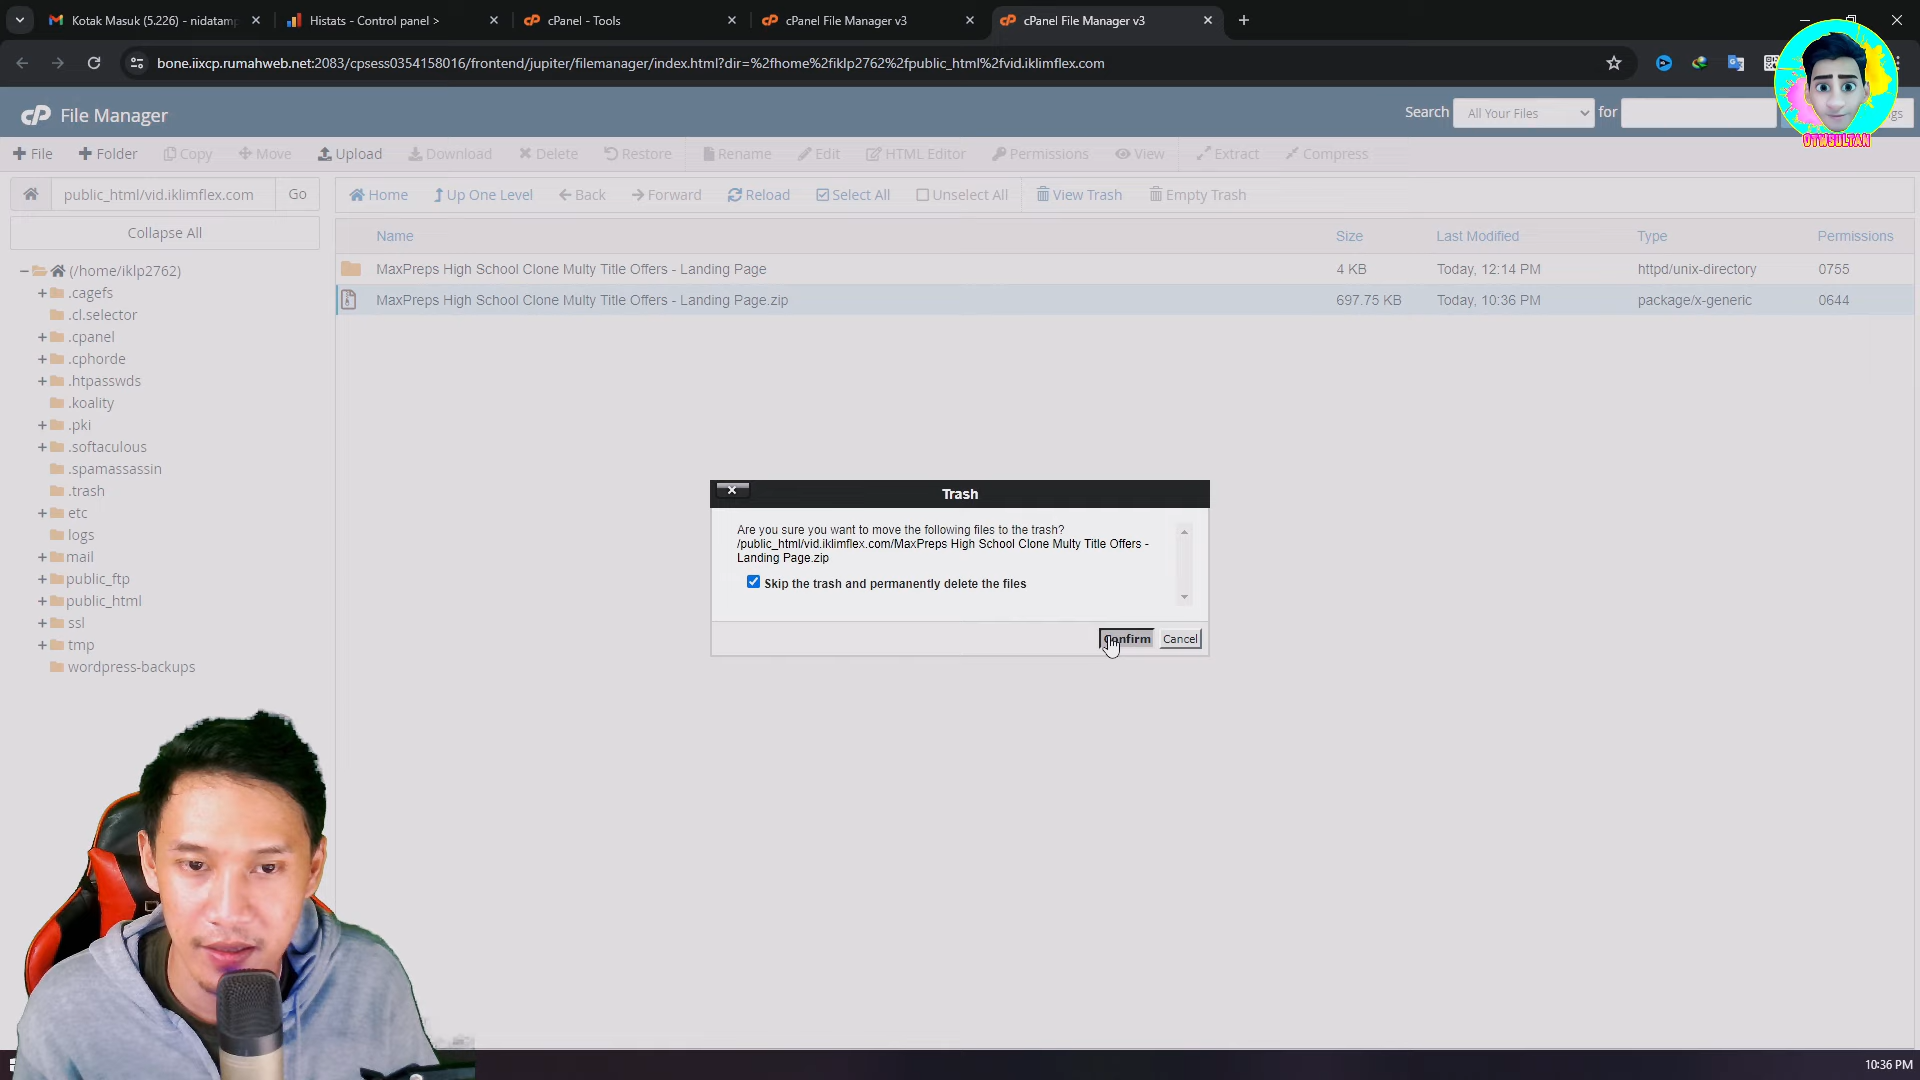 Kotak Masuk (5.226) - nidatamp
Histats - Control panel >
cPanel - Tools
cPanel File Manager v3
cPanel File Manager v3
bone.iixcp.rumahweb.net:2083/cpsess0354158016/frontend/jupiter/filemanager/index.html?dir=%2fhome%2fiklp2762%2fpublic_html%2fvid.iklimflex.com
cP File Manager
Search All Your Files for
OTWSULTAN
File Folder Copy Move Upload Download Delete Restore Rename Edit HTML Editor Permissions View Extract Compress
public_html/vid.iklimflex.com Go
Home Up One Level Back Forward Reload Select All Unselect All View Trash Empty Trash
Collapse All
Name Size Last Modified Type Permissions
MaxPreps High School Clone Multy Title Offers - Landing Page 4 KB Today, 12:14 PM httpd/unix-directory 0755
MaxPreps High School Clone Multy Title Offers - Landing Page.zip 697.75 KB Today, 10:36 PM package/x-generic 0644
(/home/iklp2762)
.cagefs
.cl.selector
.cpanel
.cphorde
.htpasswds
.koality
.pki
.softaculous
.spamassassin
.trash
etc
logs
mail
public_ftp
public_html
ssl
tmp
wordpress-backups
Trash
Are you sure you want to move the following files to the trash?
/public_html/vid.iklimflex.com/MaxPreps High School Clone Multy Title Offers -
Landing Page.zip
Skip the trash and permanently delete the files
Confirm Cancel
10:36 PM